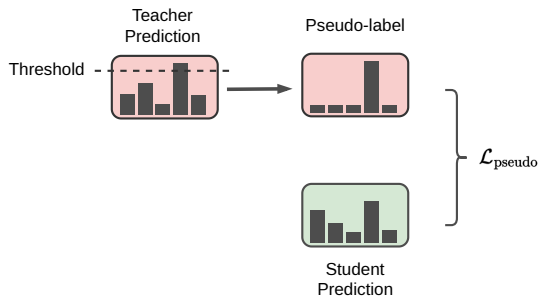 Teacher
Prediction
Pseudo-label
Threshold
ℒpseudo
Student
Prediction